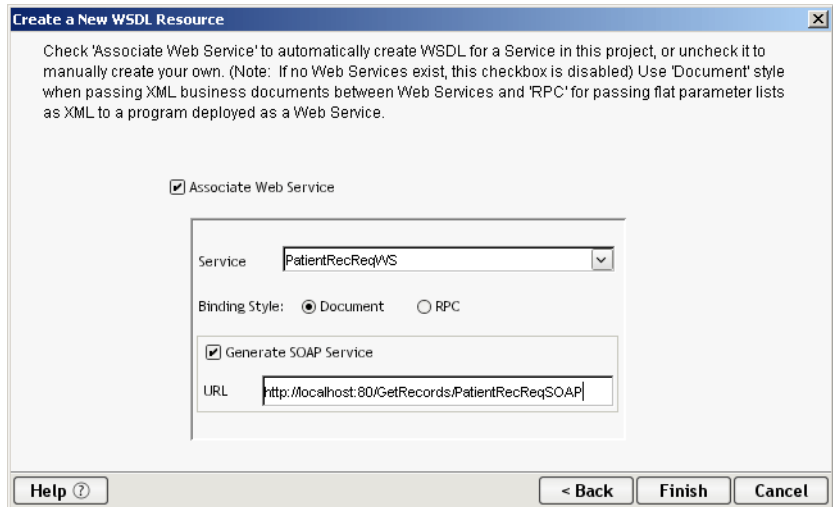 Create a New WSDL Resource
Check 'Associate Web Service' to automatically create WSDL for a Service in this project, or uncheck it to
manually create your own. (Note: If no Web Services exist, this checkbox is disabled) Use 'Document' style
when passing XML business documents between Web Services and 'RPC' for passing flat parameter lists
as XML to a program deployed as a Web Service.
Associate Web Service
Service PatientRecReqWS
Binding Style: Document RPC
Generate SOAP Service
URL http://localhost:80/GetRecords/PatientRecReqSOAP
Help ? < Back Finish Cancel